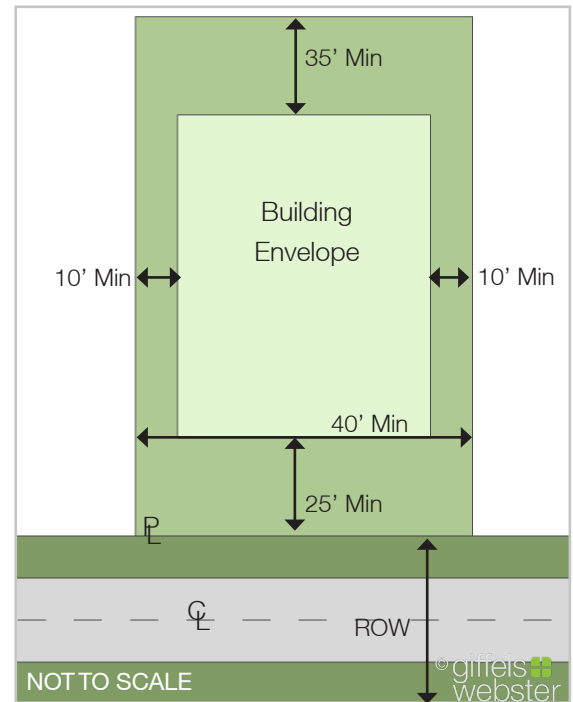 35' Min
Building
Envelope
10' Min
10' Min
40' Min
25' Min
PL
CL
ROW
NOT TO SCALE
© giffels
webster